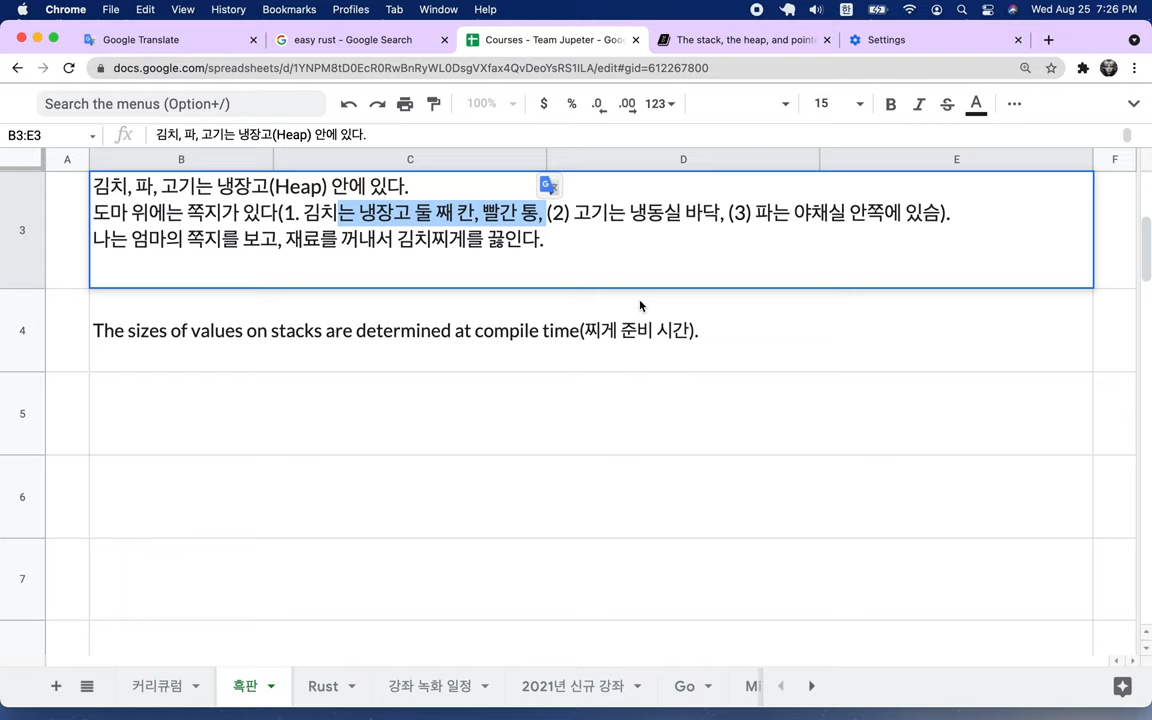 Chrome File Edit View History Bookmarks Profiles Tab Window Help 한 Wed Aug 25 7:26 PM
Google Translate easy rust - Google Search Courses - Team Jupeter - Goo The stack, the heap, and point Settings
docs.google.com/spreadsheets/d/1YNPM8tD0EcR0RwBnRyWL0DsgVXfax4QvDeoYsRS1ILA/edit#gid=612267800
Search the menus (Option+/) 100% $ % .0 .00 123 15 B I S A
B3:E3 fx 김치, 파, 고기는 냉장고(Heap) 안에 있다.
A B C D E F
3
김치, 파, 고기는 냉장고(Heap) 안에 있다.
도마 위에는 쪽지가 있다(1. 김치는 냉장고 둘 째 칸, 빨간 통, (2) 고기는 냉동실 바닥, (3) 파는 야채실 안쪽에 있슴).
나는 엄마의 쪽지를 보고, 재료를 꺼내서 김치찌게를 끓인다.
4 The sizes of values on stacks are determined at compile time(찌게 준비 시간).
5
6
7
커리큐럼 흑판 Rust 강좌 녹화 일정 2021년 신규 강좌 Go Mi